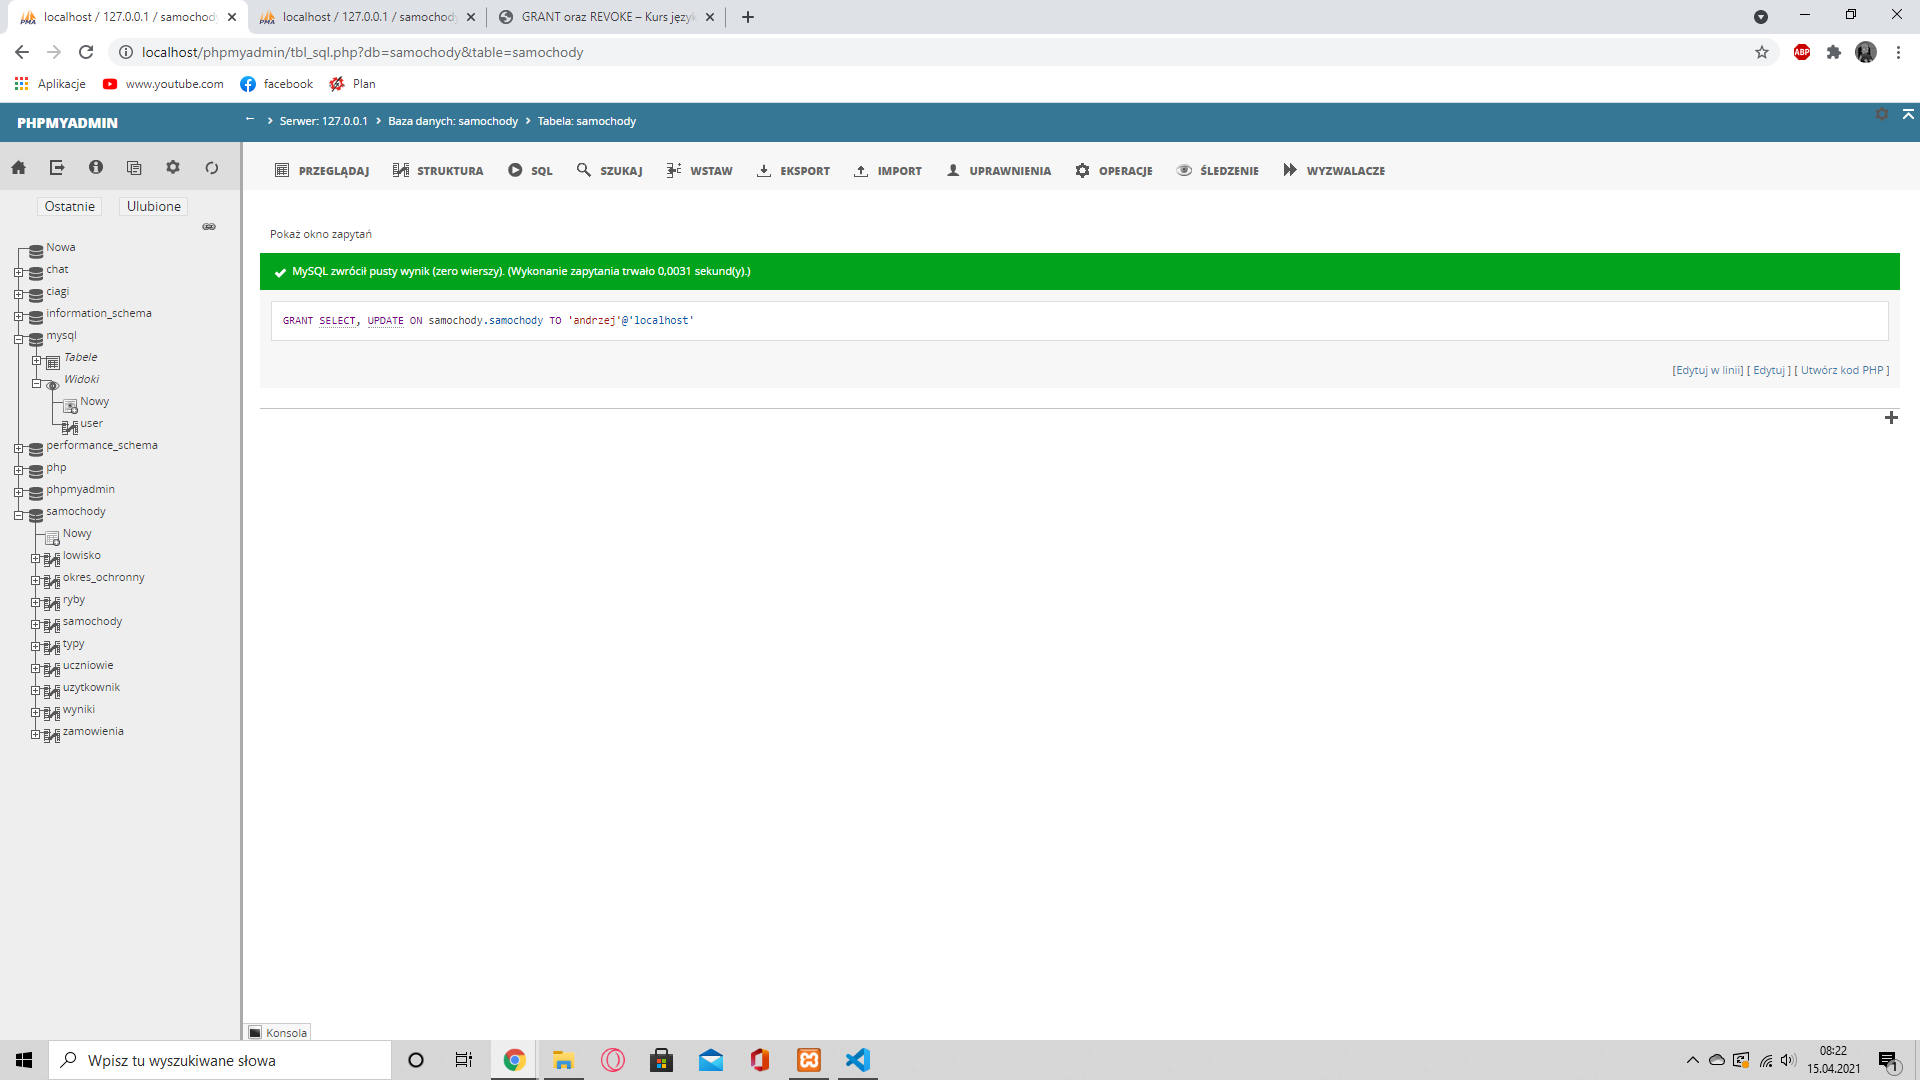 localhost / 127.0.0.1 / samochody
localhost / 127.0.0.1 / samochody
GRANT oraz REVOKE – Kurs język
localhost/phpmyadmin/tbl_sql.php?db=samochody&table=samochody
ABP
Aplikacje
www.youtube.com
facebook
Plan
PHPMYADMIN
Serwer: 127.0.0.1
Baza danych: samochody
Tabela: samochody
PRZEGLĄDAJ
STRUKTURA
SQL
SZUKAJ
WSTAW
EKSPORT
IMPORT
UPRAWNIENIA
OPERACJE
ŚLEDZENIE
WYZWALACZE
Ostatnie
Ulubione
Nowa
chat
ciagi
information_schema
mysql
Tabele
Widoki
Nowy
user
performance_schema
php
phpmyadmin
samochody
Nowy
lowisko
okres_ochronny
ryby
samochody
typy
uczniowie
uzytkownik
wyniki
zamowienia
Pokaż okno zapytań
MySQL zwrócił pusty wynik (zero wierszy). (Wykonanie zapytania trwało 0,0031 sekund(y).)
GRANT SELECT, UPDATE ON samochody.samochody TO 'andrzej'@'localhost'
[Edytuj w linii] [ Edytuj ] [ Utwórz kod PHP ]
Konsola
Wpisz tu wyszukiwane słowa
08:22
15.04.2021
1